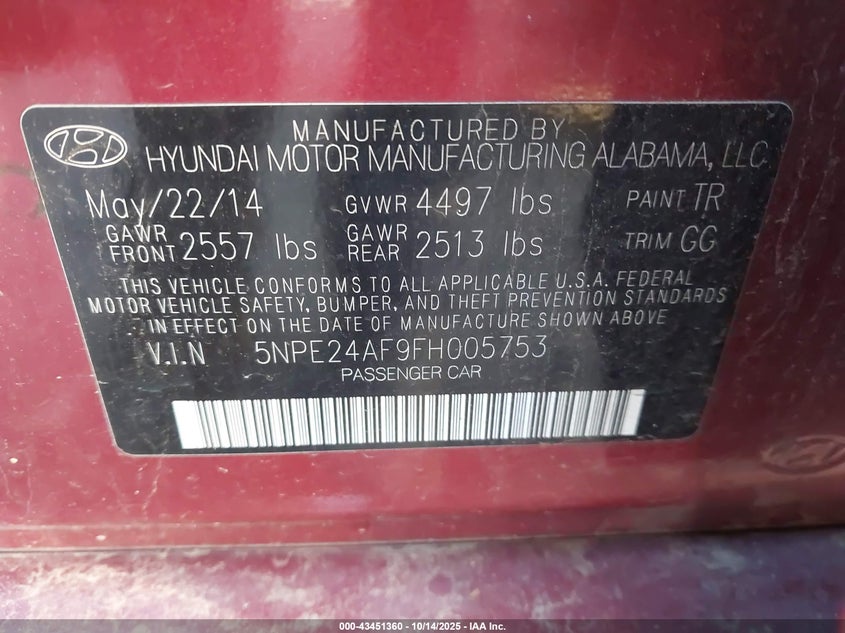 MANUFACTURED BY
HYUNDAI MOTOR MANUFACTURING ALABAMA, LLC
May/22/14 GVWR 4497 lbs PAINT TR
GAWR FRONT 2557 lbs GAWR REAR 2513 lbs TRIM GG
THIS VEHICLE CONFORMS TO ALL APPLICABLE U.S.A. FEDERAL
MOTOR VEHICLE SAFETY, BUMPER, AND THEFT PREVENTION STANDARDS
IN EFFECT ON THE DATE OF MANUFACTURE SHOWN ABOVE
V.I.N 5NPE24AF9FH005753
PASSENGER CAR
000-43451360 | 10/14/2025 - IAA Inc.